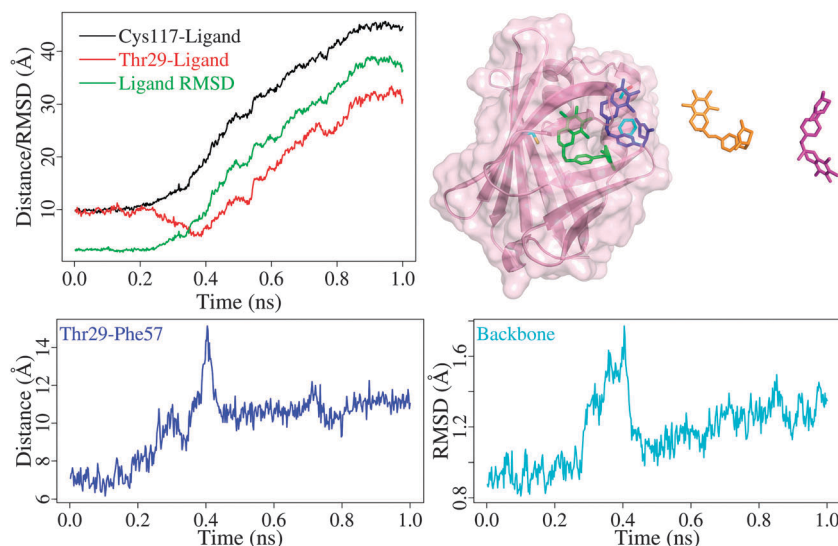 Distance/RMSD (Å)
40
30
20
10
Cys117-Ligand
Thr29-Ligand
Ligand RMSD
0.0 0.2 0.4 0.6 0.8 1.0
Time (ns)
Distance (Å)
14
12
10
8
6
Thr29-Phe57
0.0 0.2 0.4 0.6 0.8 1.0
Time (ns)
RMSD (Å)
1.6
1.2
0.8
Backbone
0.0 0.2 0.4 0.6 0.8 1.0
Time (ns)